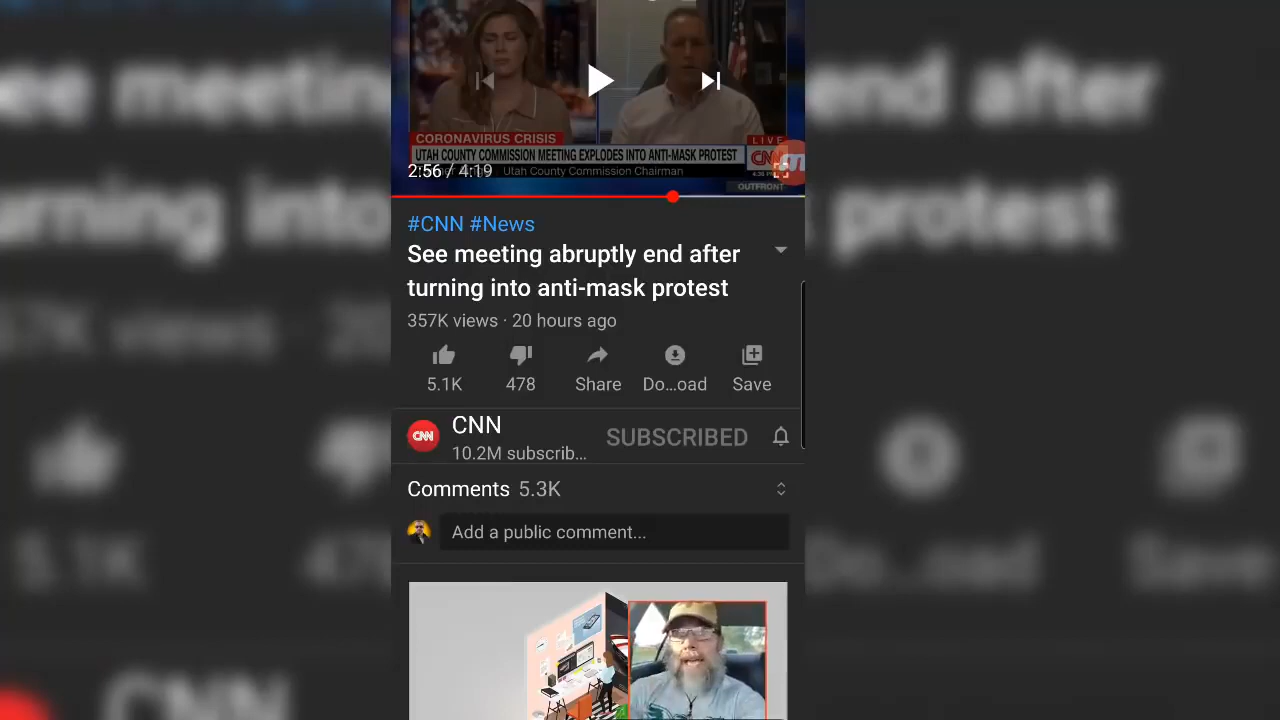 CORONAVIRUS CRISIS
LIVE
UTAH COUNTY COMMISSION MEETING EXPLODES INTO ANTI-MASK PROTEST
CNN
2:56 / 4:19
Utah County Commission Chairman
OUTFRONT
#CNN #News
See meeting abruptly end after
turning into anti-mask protest
357K views · 20 hours ago
5.1K
478
Share
Do...oad
Save
CNN
CNN
10.2M subscrib...
SUBSCRIBED
Comments 5.3K
Add a public comment...